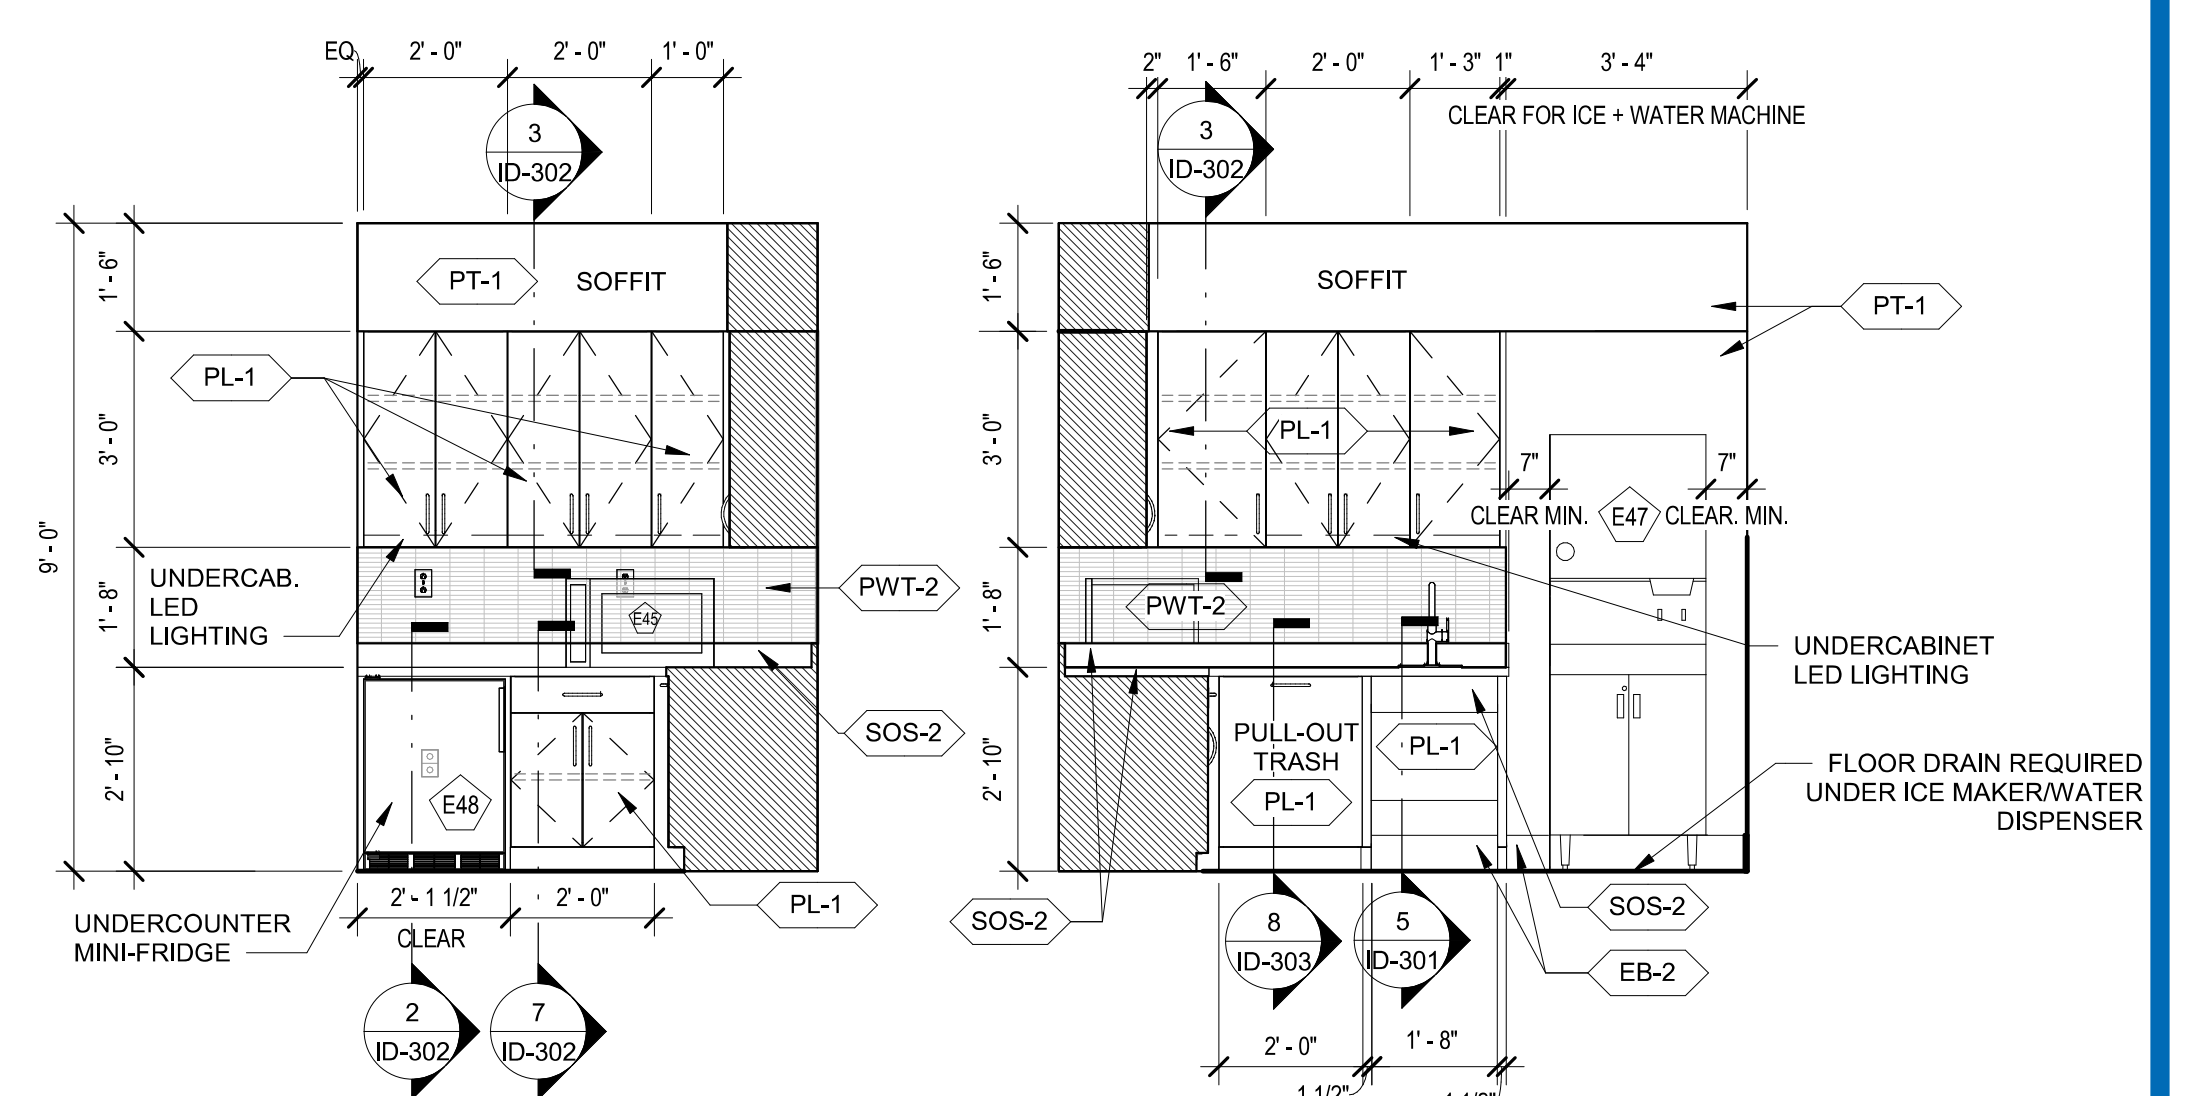 EQ 2' - 0" 2' - 0" 1' - 0"
3
ID-302
1' - 6"
PT-1 SOFFIT
PL-1
3' - 0"
9' - 0"
UNDERCAB.
LED
LIGHTING
1' - 8"
E45
PWT-2
SOS-2
2' - 10"
E48
UNDERCOUNTER
MINI-FRIDGE
2' - 1 1/2" 2' - 0"
CLEAR
PL-1
2
ID-302
7
ID-302
2" 1' - 6" 2' - 0" 1' - 3" 1" 3' - 4"
CLEAR FOR ICE + WATER MACHINE
3
ID-302
1' - 6"
SOFFIT
PT-1
3' - 0"
PL-1
7" 7"
CLEAR MIN. E47 CLEAR. MIN.
1' - 8"
PWT-2
UNDERCABINET
LED LIGHTING
2' - 10"
PULL-OUT
TRASH
PL-1
PL-1
FLOOR DRAIN REQUIRED
UNDER ICE MAKER/WATER
DISPENSER
SOS-2
SOS-2
EB-2
8
ID-303
5
ID-301
2' - 0" 1' - 8"
1 1/2"